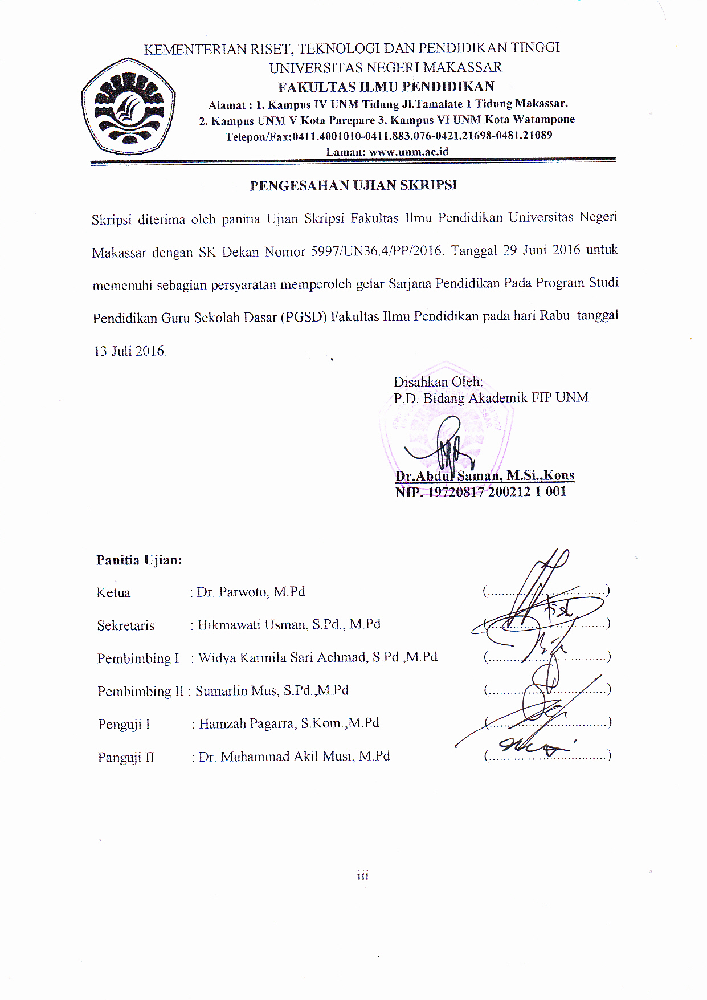 KEMENTERIAN RISET, TEKNOLOGI DAN PENDIDIKAN TINGGI
UNIVERSITAS NEGERI MAKASSAR
FAKULTAS ILMU PENDIDIKAN
Alamat : 1. Kampus IV UNM Tidung Jl.Tamalate 1 Tidung Makassar,
2. Kampus UNM V Kota Parepare 3. Kampus VI UNM Kota Watampone
Telepon/Fax:0411.4001010-0411.883.076-0421.21698-0481.21089
Laman: www.unm.ac.id
PENGESAHAN UJIAN SKRIPSI
Skripsi diterima oleh panitia Ujian Skripsi Fakultas Ilmu Pendidikan Universitas Negeri
Makassar dengan SK Dekan Nomor 5997/UN36.4/PP/2016, Tanggal 29 Juni 2016 untuk
memenuhi sebagian persyaratan memperoleh gelar Sarjana Pendidikan Pada Program Studi
Pendidikan Guru Sekolah Dasar (PGSD) Fakultas Ilmu Pendidikan pada hari Rabu tanggal
13 Juli 2016.
Disahkan Oleh:
P.D. Bidang Akademik FIP UNM
Dr.Abdul Saman, M.Si.,Kons
NIP. 19720817 200212 1 001
Panitia Ujian:
Ketua : Dr. Parwoto, M.Pd (..................................)
Sekretaris : Hikmawati Usman, S.Pd., M.Pd (..................................)
Pembimbing I : Widya Karmila Sari Achmad, S.Pd.,M.Pd (..................................)
Pembimbing II : Sumarlin Mus, S.Pd.,M.Pd (..................................)
Penguji I : Hamzah Pagarra, S.Kom.,M.Pd (..................................)
Panguji II : Dr. Muhammad Akil Musi, M.Pd (..................................)
iii